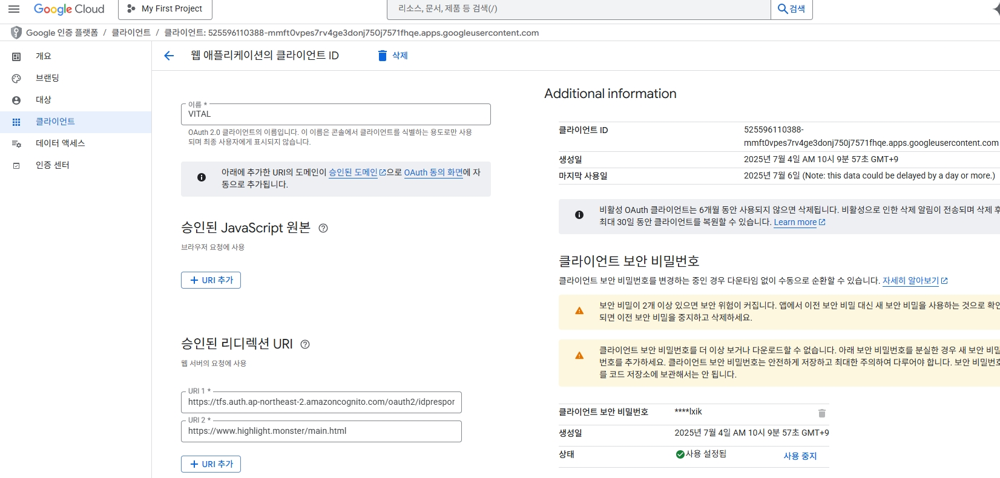 Google Cloud
My First Project
리소스, 문서, 제품 등 검색(/)
검색
Google 인증 플랫폼 / 클라이언트 / 클라이언트: 525596110388-mmft0vpes7rv4ge3donj750j7571fhqe.apps.googleusercontent.com
개요
브랜딩
대상
클라이언트
데이터 액세스
인증 센터
웹 애플리케이션의 클라이언트 ID
삭제
이름 *
VITAL
OAuth 2.0 클라이언트의 이름입니다. 이 이름은 콘솔에서 클라이언트를 식별하는 용도로만 사용
되며 최종 사용자에게 표시되지 않습니다.
아래에 추가한 URI의 도메인이 승인된 도메인으로 OAuth 동의 화면에 자
동으로 추가됩니다.
승인된 JavaScript 원본
브라우저 요청에 사용
+ URI 추가
승인된 리디렉션 URI
웹 서버의 요청에 사용
URI 1 *
https://tfs.auth.ap-northeast-2.amazoncognito.com/oauth2/idprespor
URI 2 *
https://www.highlight.monster/main.html
+ URI 추가
Additional information
클라이언트 ID
525596110388-
mmft0vpes7rv4ge3donj750j7571fhqe.apps.googleusercontent.com
생성일
2025년 7월 4일 AM 10시 9분 57초 GMT+9
마지막 사용일
2025년 7월 6일 (Note: this data could be delayed by a day or more.)
비활성 OAuth 클라이언트는 6개월 동안 사용되지 않으면 삭제됩니다. 비활성으로 인한 삭제 알림이 전송되며 삭제 후
최대 30일 동안 클라이언트를 복원할 수 있습니다. Learn more
클라이언트 보안 비밀번호
클라이언트 보안 비밀번호를 변경하는 중인 경우 다운타임 없이 수동으로 순환할 수 있습니다. 자세히 알아보기
보안 비밀이 2개 이상 있으면 보안 위험이 커집니다. 앱에서 이전 보안 비밀 대신 새 보안 비밀을 사용하는 것으로 확인
되면 이전 보안 비밀을 중지하고 삭제하세요.
클라이언트 보안 비밀번호를 더 이상 보거나 다운로드할 수 없습니다. 아래 보안 비밀번호를 분실한 경우 새 보안 비밀
번호를 추가하세요. 클라이언트 보안 비밀번호는 안전하게 저장하고 최대한 주의하여 다루어야 합니다. 보안 비밀번호
를 코드 저장소에 보관해서는 안 됩니다.
클라이언트 보안 비밀번호
****lxik
생성일
2025년 7월 4일 AM 10시 9분 57초 GMT+9
상태
사용 설정됨
사용 중지